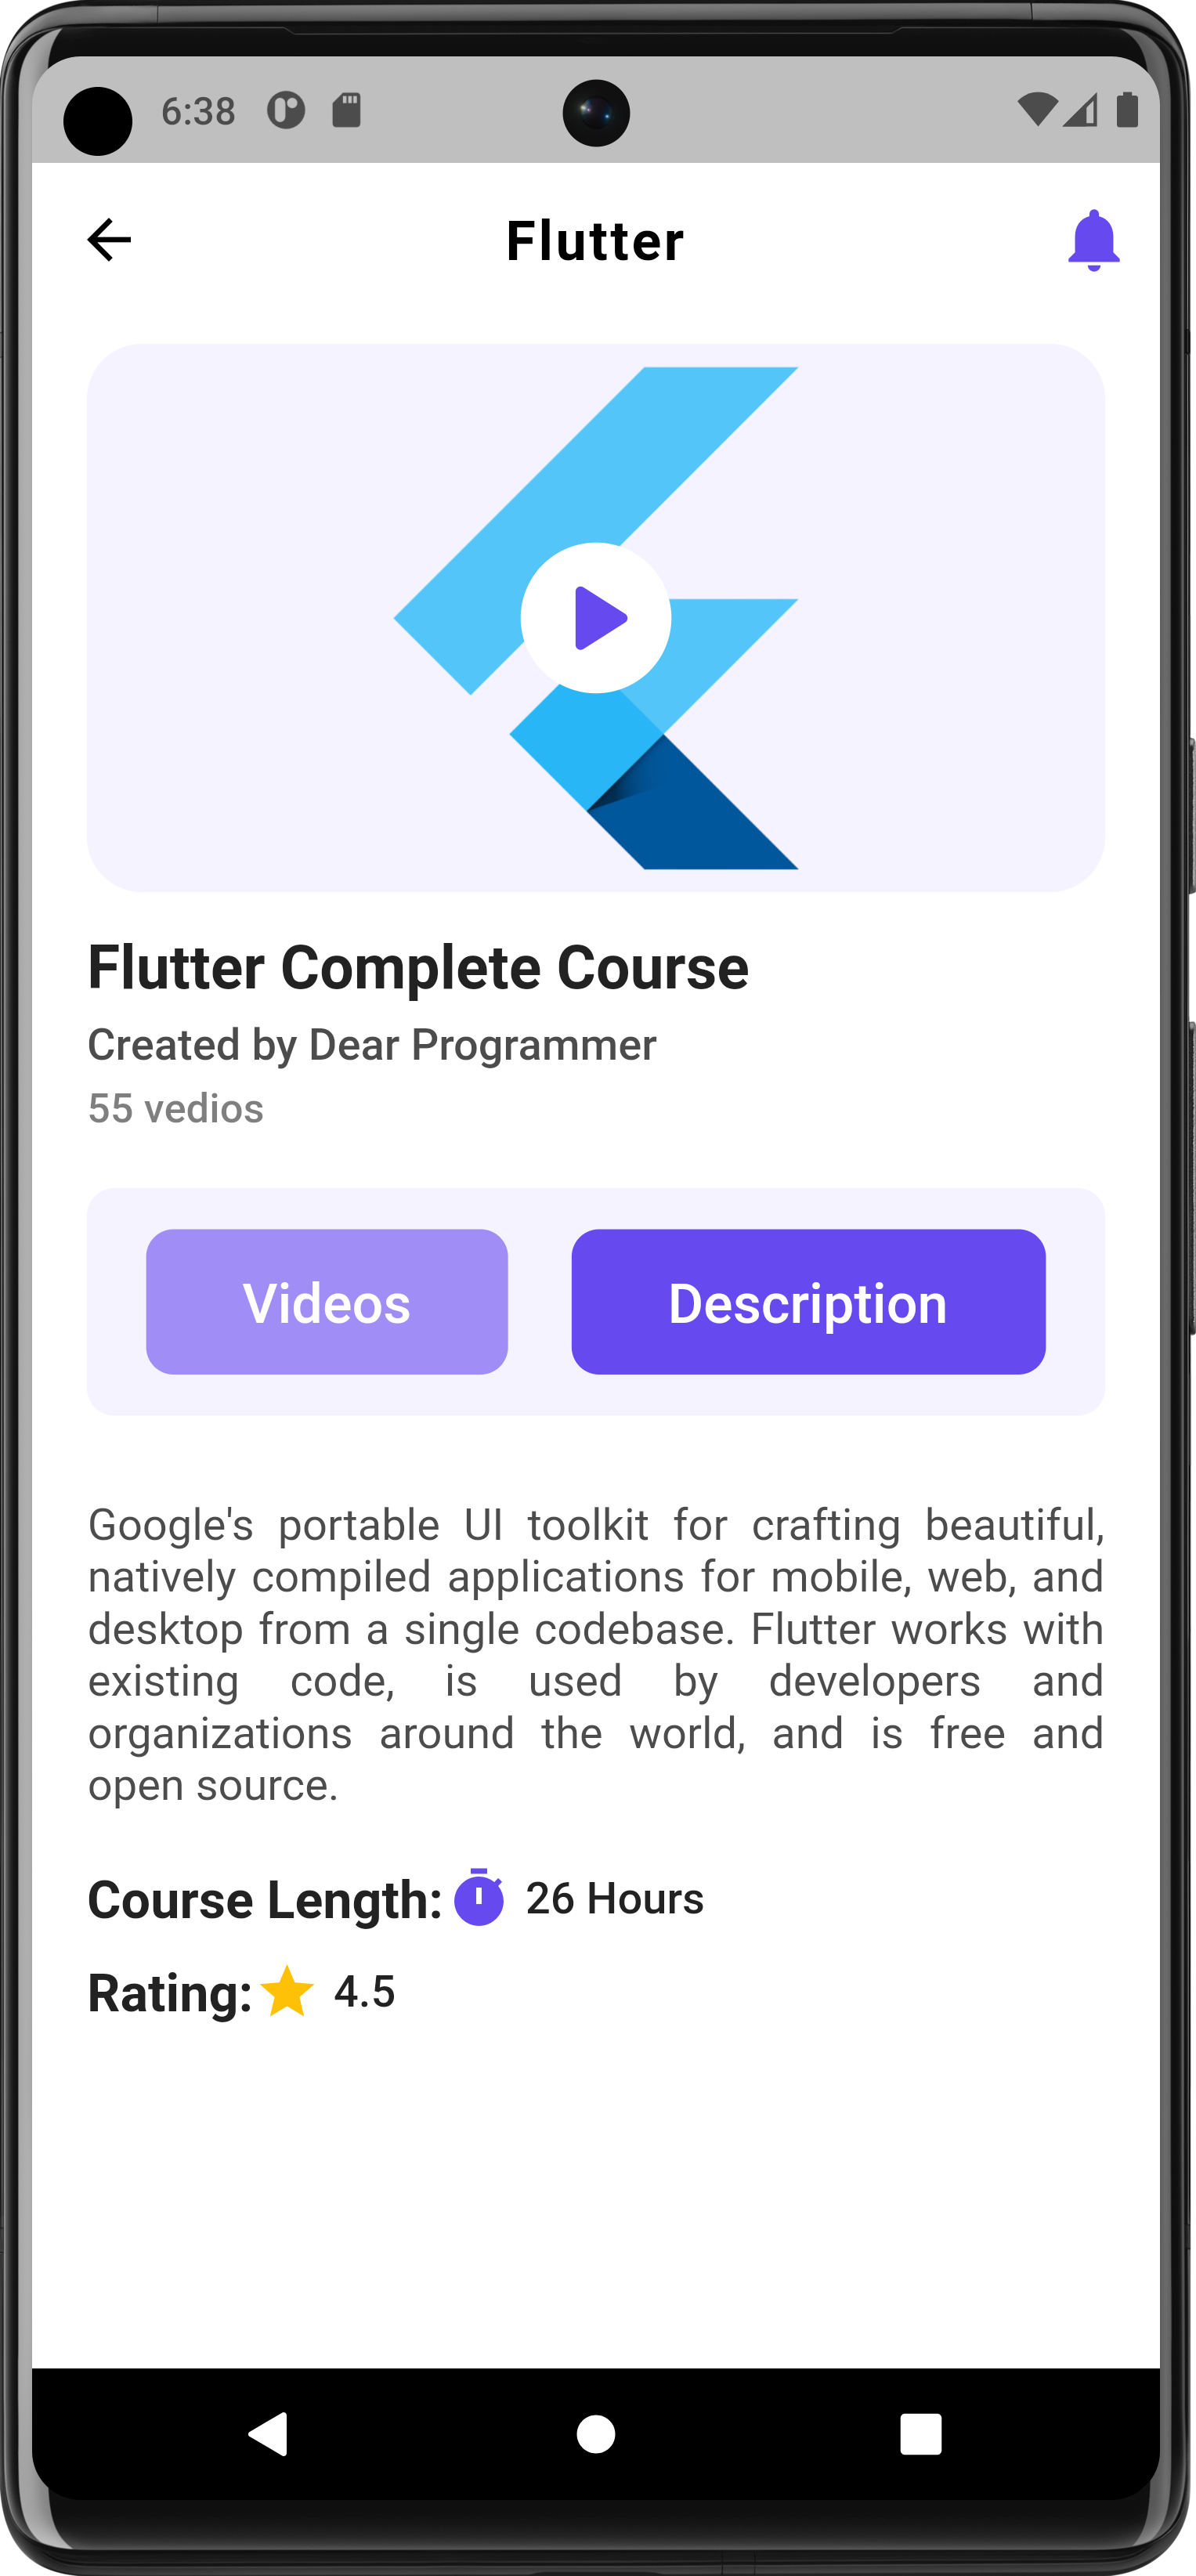 6:38
Flutter
Flutter Complete Course
Created by Dear Programmer
55 vedios
Videos
Description
Google's portable UI toolkit for crafting beautiful,
natively compiled applications for mobile, web, and
desktop from a single codebase. Flutter works with
existing code, is used by developers and
organizations around the world, and is free and
open source.
Course Length: 26 Hours
Rating: 4.5